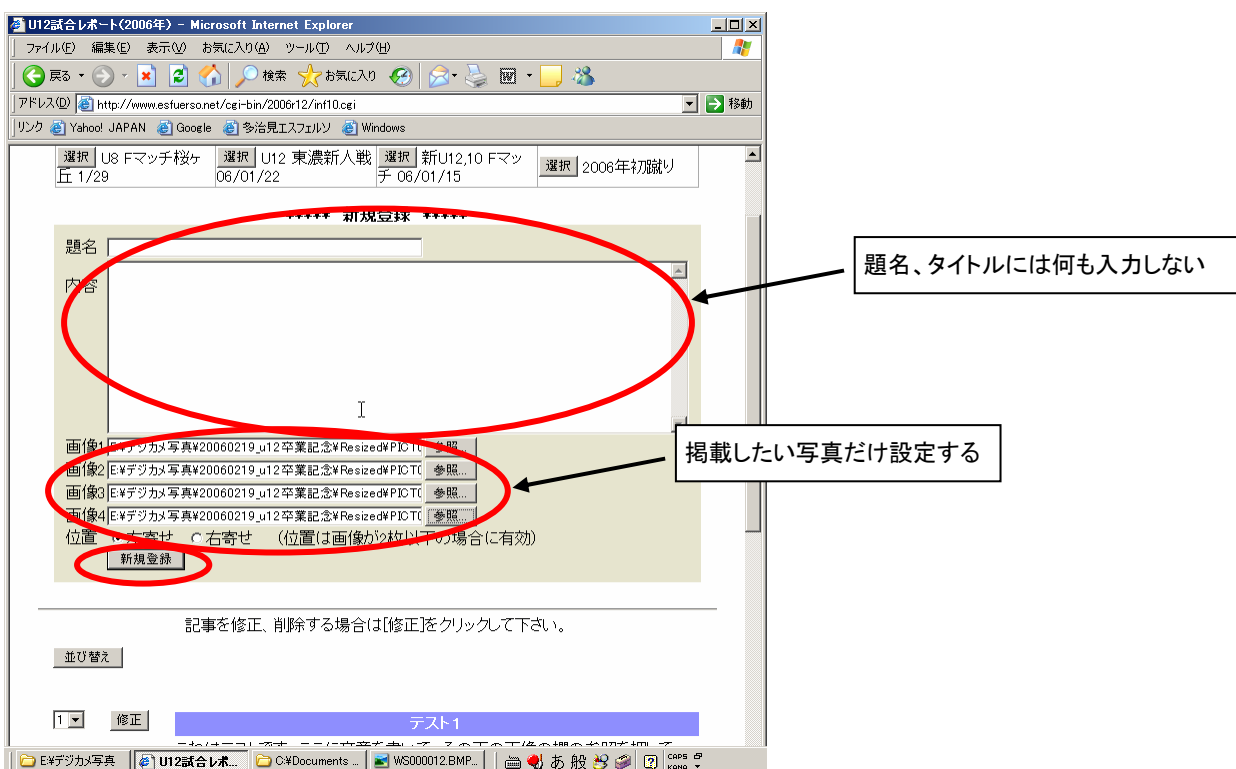 U12試合レポート(2006年) - Microsoft Internet Explorer
ファイル(F) 編集(E) 表示(V) お気に入り(A) ツール(T) ヘルプ(H)
戻る 検索 お気に入り
アドレス(D) http://www.esfuerso.net/cgi-bin/2006r12/inf10.cgi 移動
リンク Yahoo! JAPAN Google 多治見エスフェルソ Windows
選択 U8 Fマッチ桜ヶ丘 1/29
選択 U12 東濃新人戦 06/01/22
選択 新U12,10 Fマッチ 06/01/15
選択 2006年初蹴り
***** 新規登録 *****
題名
内容
題名、タイトルには何も入力しない
画像1 E:¥デジカメ写真¥20060219_u12卒業記念¥Resized¥PICT0 参照...
画像2 E:¥デジカメ写真¥20060219_u12卒業記念¥Resized¥PICT0 参照...
画像3 E:¥デジカメ写真¥20060219_u12卒業記念¥Resized¥PICT0 参照...
画像4 E:¥デジカメ写真¥20060219_u12卒業記念¥Resized¥PICT0 参照...
掲載したい写真だけ設定する
位置 左寄せ 右寄せ (位置は画像が2枚以下の場合に有効)
新規登録
記事を修正、削除する場合は[修正]をクリックして下さい。
並び替え
1 修正 テスト1
E:¥デジカメ写真 U12試合レポ... C:¥Documents ... WS000012.BMP... あ 般 CAPS KANA